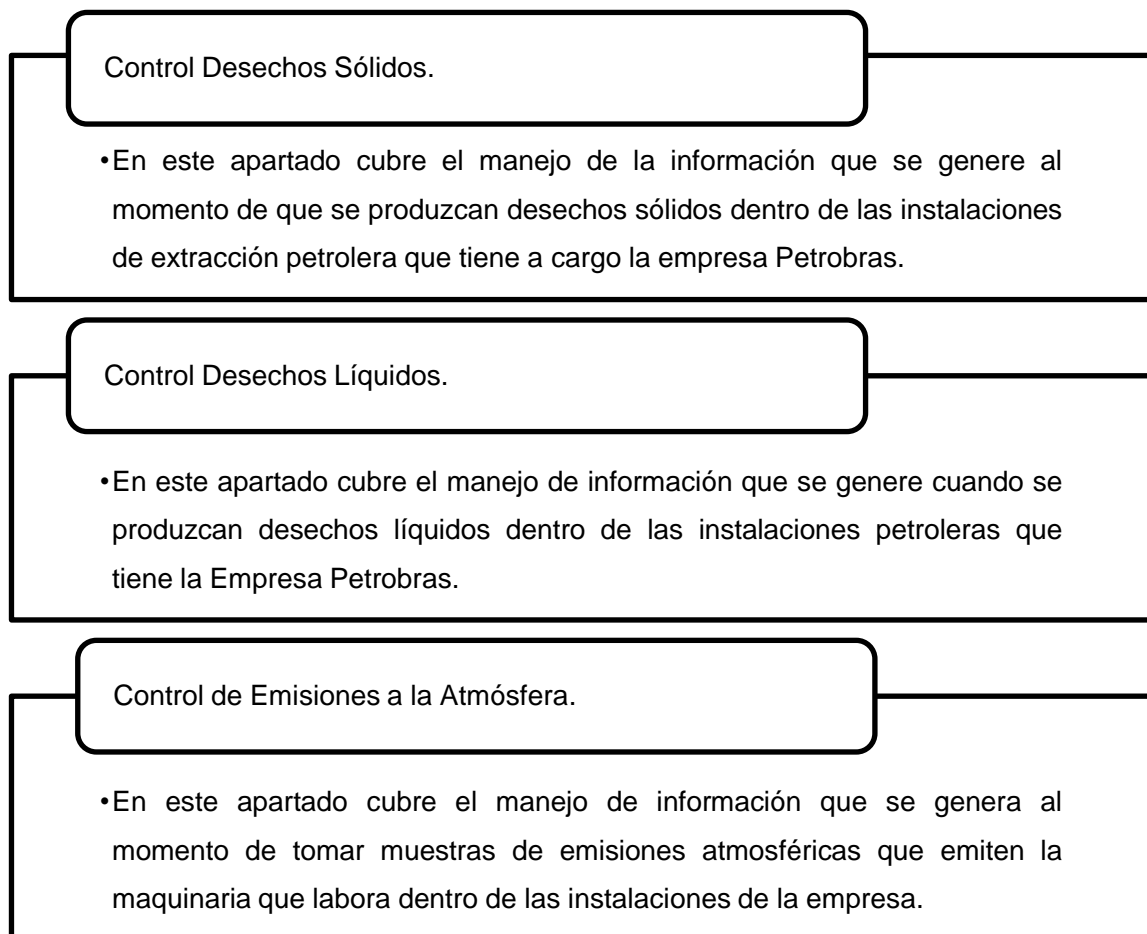 Control Desechos Sólidos.
•En este apartado cubre el manejo de la información que se genere al
momento de que se produzcan desechos sólidos dentro de las instalaciones
de extracción petrolera que tiene a cargo la empresa Petrobras.
Control Desechos Líquidos.
•En este apartado cubre el manejo de información que se genere cuando se
produzcan desechos líquidos dentro de las instalaciones petroleras que
tiene la Empresa Petrobras.
Control de Emisiones a la Atmósfera.
•En este apartado cubre el manejo de información que se genera al
momento de tomar muestras de emisiones atmosféricas que emiten la
maquinaria que labora dentro de las instalaciones de la empresa.